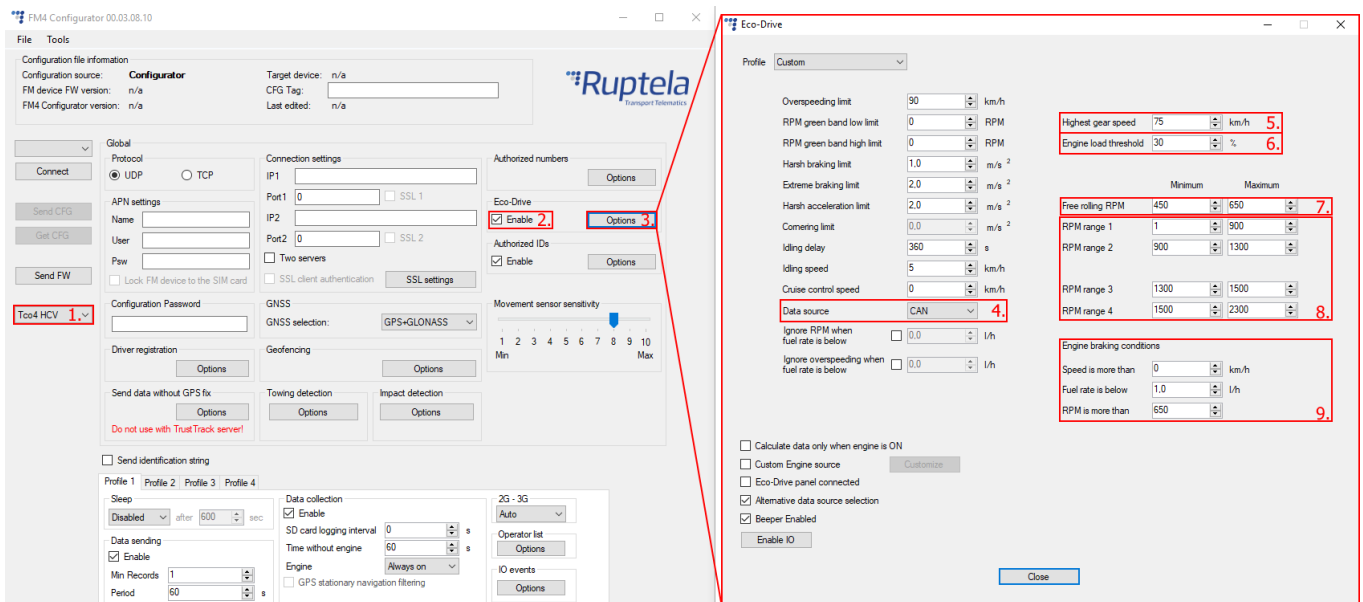 FM4 Configurator 00.03.08.10
File Tools
Configuration file information
Configuration source: Configurator
FM device FW version: n/a
FM4 Configurator version: n/a
Target device: n/a
CFG Tag:
Last edited: n/a
Ruptela
Transport Telematics
Connect
Send CFG
Get CFG
Send FW
Tco4 HCV 1.
Global
Protocol
UDP TCP
APN settings
Name
User
Psw
Lock FM device to the SIM card
Connection settings
IP1
Port1 0 SSL 1
IP2
Port2 0 SSL 2
Two servers
SSL client authentication SSL settings
Authorized numbers
Options
Eco-Drive
Enable 2. Options 3.
Authorized IDs
Enable Options
Configuration Password
GNSS
GNSS selection: GPS+GLONASS
Movement sensor sensitivity
1 2 3 4 5 6 7 8 9 10
Min Max
Driver registration
Options
Geofencing
Options
Send data without GPS fix
Options
Do not use with TrustTrack server!
Towing detection
Options
Impact detection
Options
Send identification string
Profile 1 Profile 2 Profile 3 Profile 4
Sleep
Disabled after 600 sec
Data sending
Enable
Min Records 1
Period 60 s
Data collection
Enable
SD card logging interval 0 s
Time without engine 60 s
Engine Always on
GPS stationary navigation filtering
2G - 3G
Auto
Operator list
Options
IO events
Options
Eco-Drive
Profile Custom
Overspeeding limit 90 km/h
RPM green band low limit 0 RPM
RPM green band high limit 0 RPM
Harsh braking limit 1,0 m/s 2
Extreme braking limit 2,0 m/s 2
Harsh acceleration limit 2,0 m/s 2
Cornering limit 0,0 m/s 2
Idling delay 360 s
Idling speed 5 km/h
Cruise control speed 0 km/h
Data source CAN 4.
Ignore RPM when
fuel rate is below 0,0 l/h
Ignore overspeeding when
fuel rate is below 0,0 l/h
Highest gear speed 75 km/h 5.
Engine load threshold 30 % 6.
Minimum Maximum
Free rolling RPM 450 650 7.
RPM range 1 1 900
RPM range 2 900 1300
RPM range 3 1300 1500
RPM range 4 1500 2300 8.
Engine braking conditions
Speed is more than 0 km/h
Fuel rate is below 1,0 l/h
RPM is more than 650 9.
Calculate data only when engine is ON
Custom Engine source Customize
Eco-Drive panel connected
Alternative data source selection
Beeper Enabled
Enable IO
Close